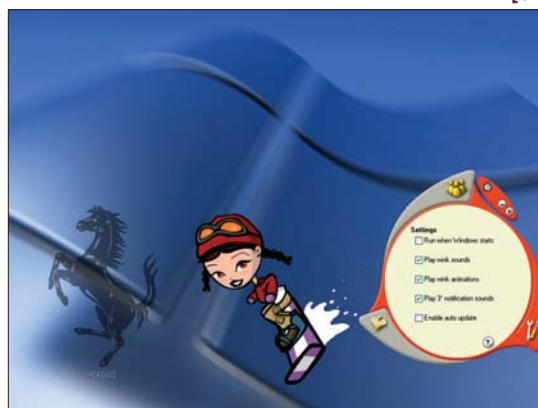 Settings
Run when Windows starts
Play wink sounds
Play wink animations
Play 3° notification sounds
Enable auto update
?